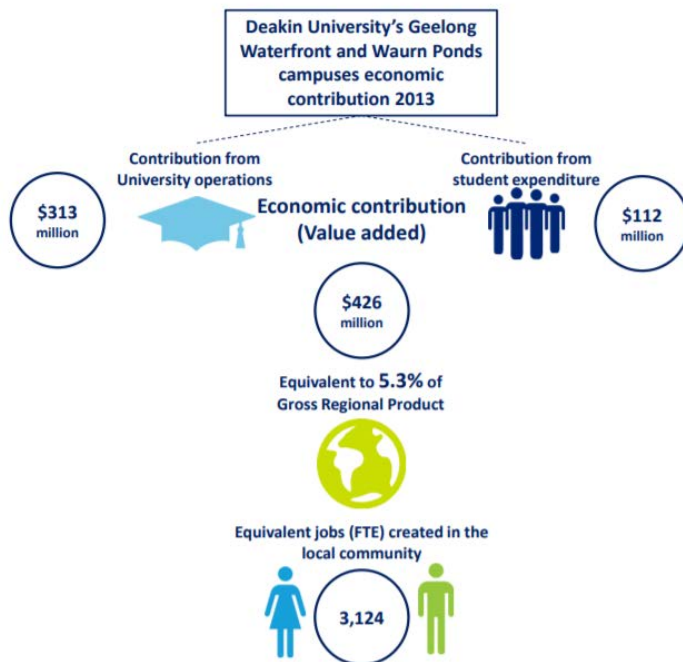 Deakin University's Geelong
Waterfront and Waurn Ponds
campuses economic
contribution 2013
Contribution from
University operations
$313
million
Contribution from
student expenditure
$112
million
Economic contribution
(Value added)
$426
million
Equivalent to 5.3% of
Gross Regional Product
Equivalent jobs (FTE) created in the
local community
3,124